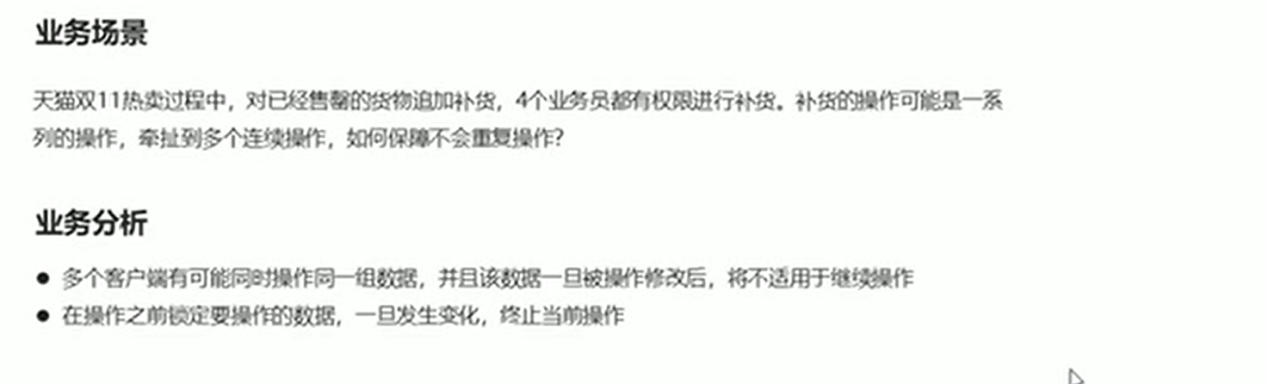 业务场景
天猫双11热卖过程中，对已经售罄的货物追加补货，4个业务员都有权限进行补货。补货的操作可能是一系
列的操作，牵扯到多个连续操作，如何保障不会重复操作？
业务分析
● 多个客户端有可能同时操作同一组数据，并且该数据一旦被操作修改后，将不适用于继续操作
● 在操作之前锁定要操作的数据，一旦发生变化，终止当前操作